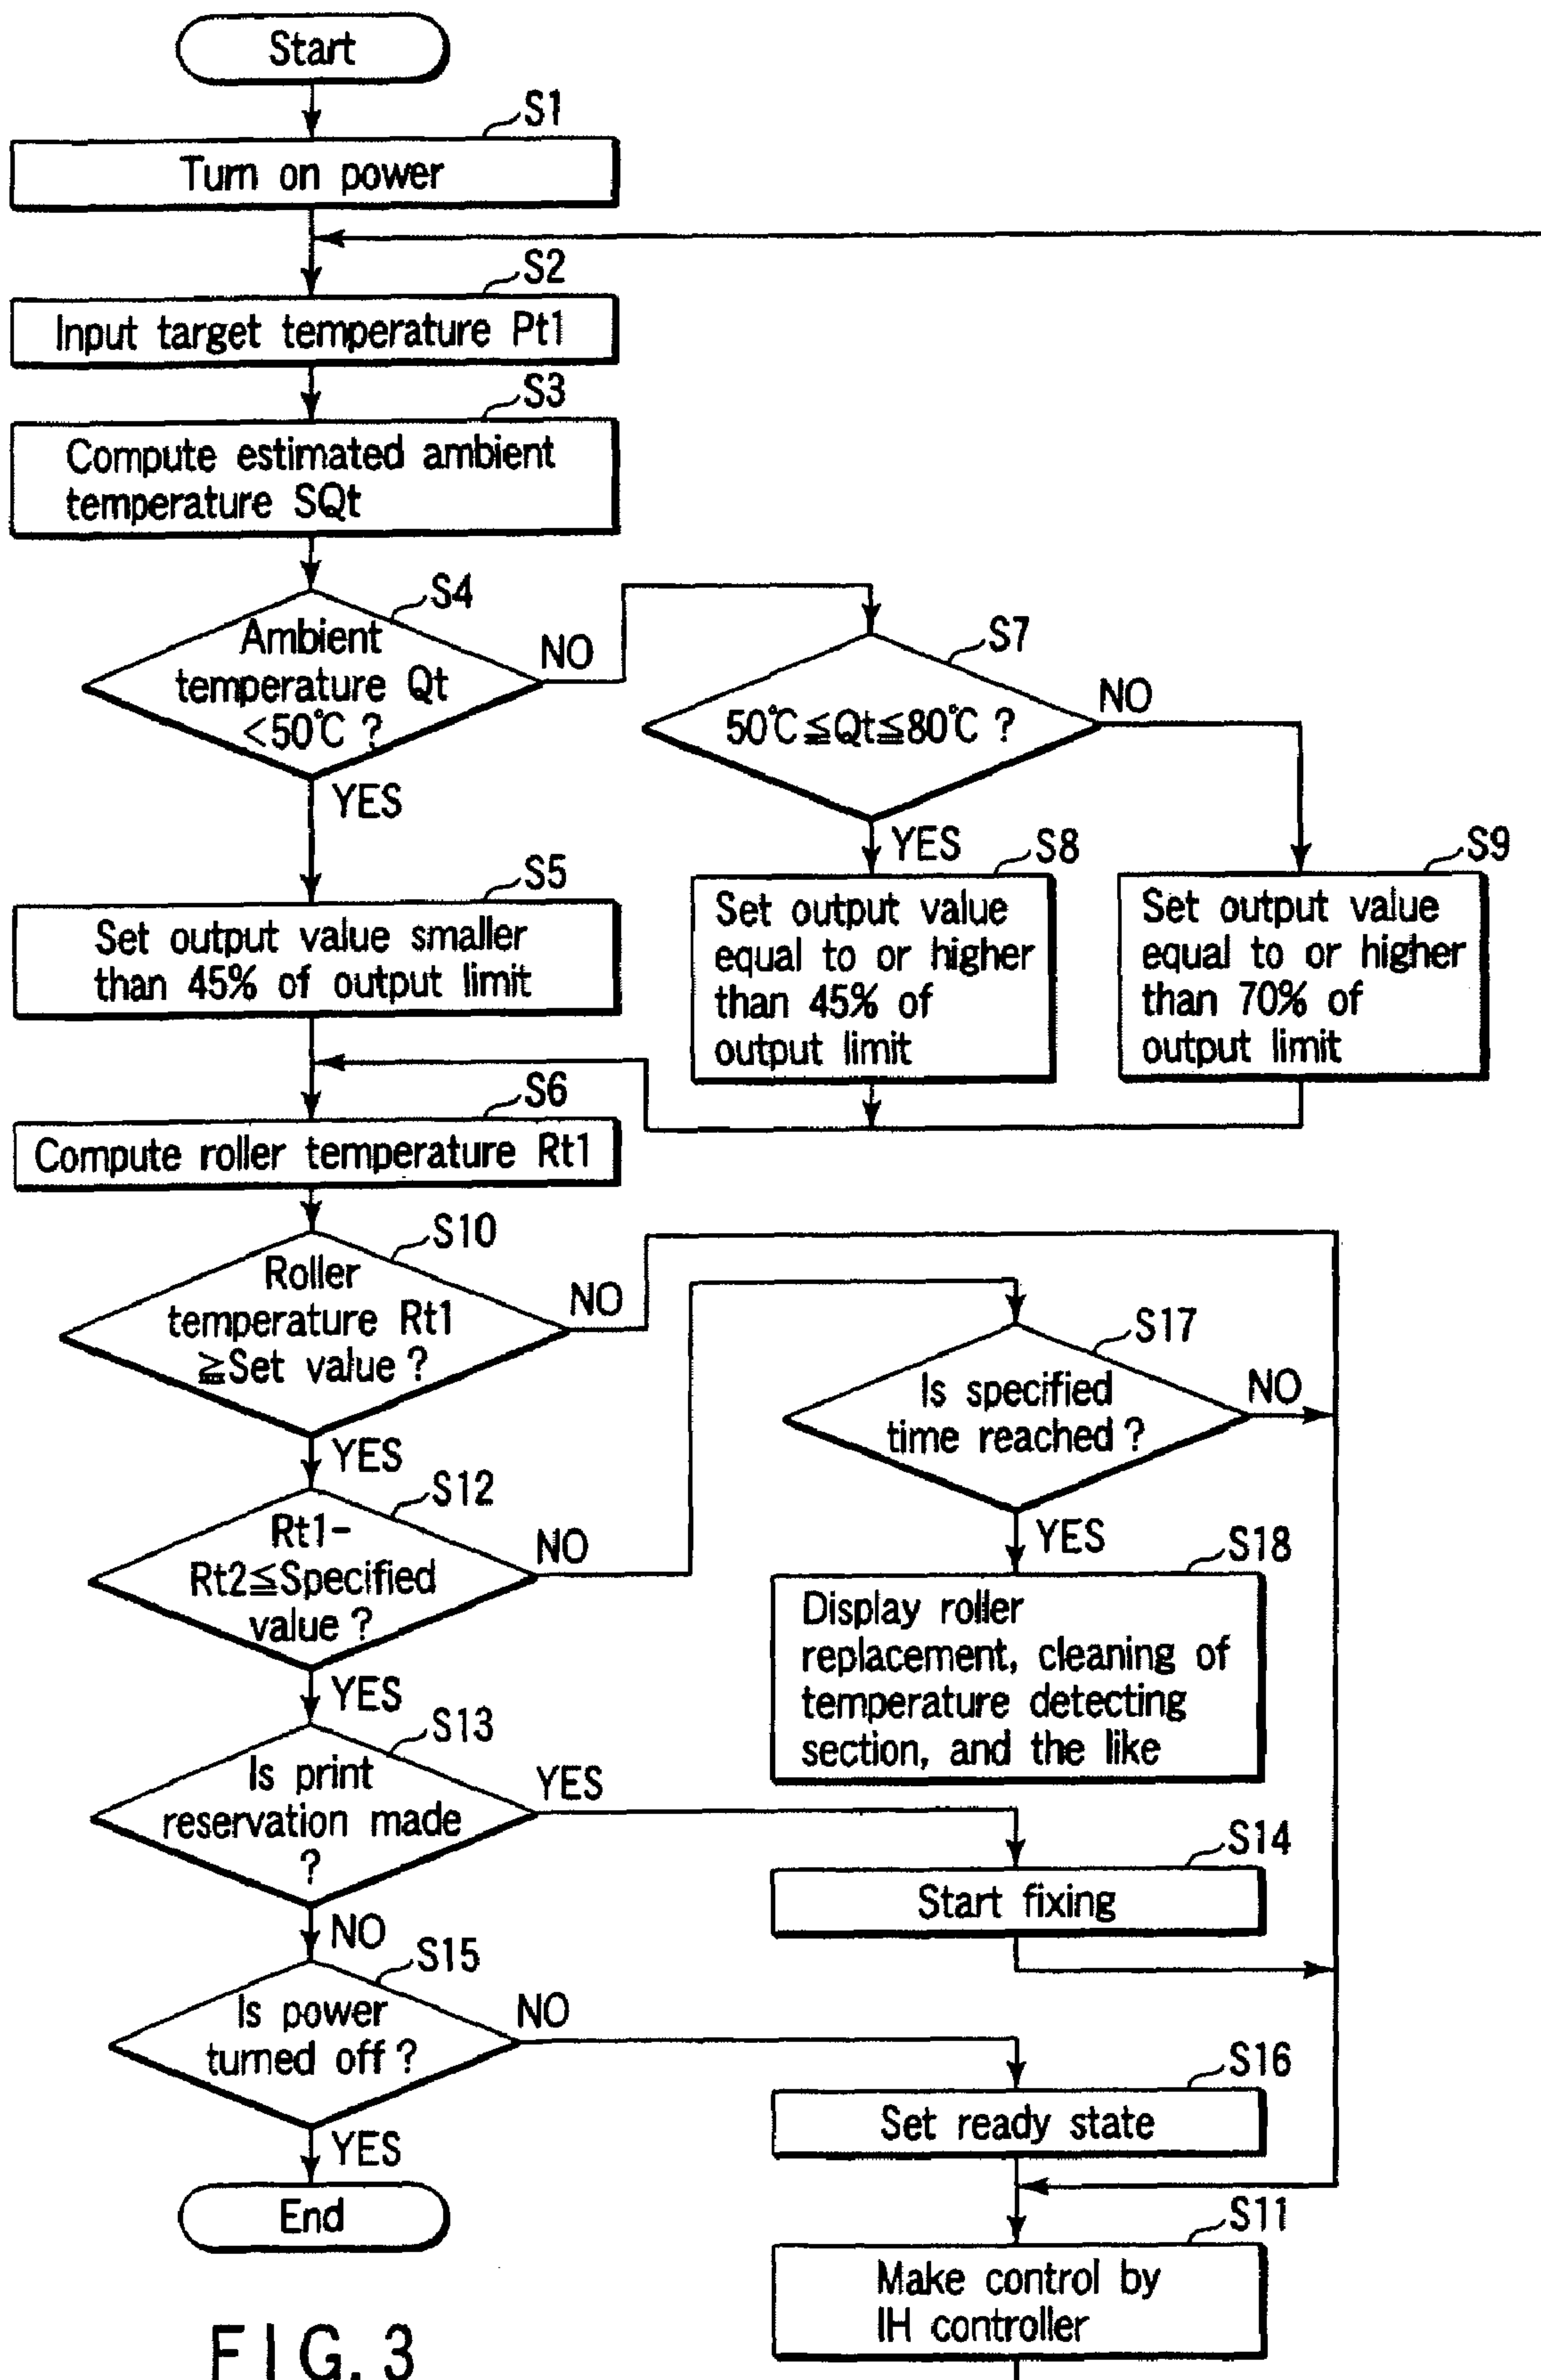 Start
S1
Turn on power
S2
Input target temperature Pt1
S3
Compute estimated ambient
temperature SQt
S4
Ambient
temperature Qt
<50℃ ?
NO
YES
S7
50℃≦Qt≦80℃ ?
NO
YES
S5
Set output value smaller
than 45% of output limit
S8
Set output value
equal to or higher
than 45% of
output limit
S9
Set output value
equal to or higher
than 70% of
output limit
S6
Compute roller temperature Rt1
S10
Roller
temperature Rt1
≧Set value ?
NO
YES
S17
Is specified
time reached ?
NO
YES
S12
Rt1-
Rt2≦Specified
value ?
NO
YES
S18
Display roller
replacement, cleaning of
temperature detecting
section, and the like
S13
Is print
reservation made
?
YES
NO
S14
Start fixing
S15
Is power
turned off ?
NO
YES
S16
Set ready state
End
S11
Make control by
IH controller
FIG. 3